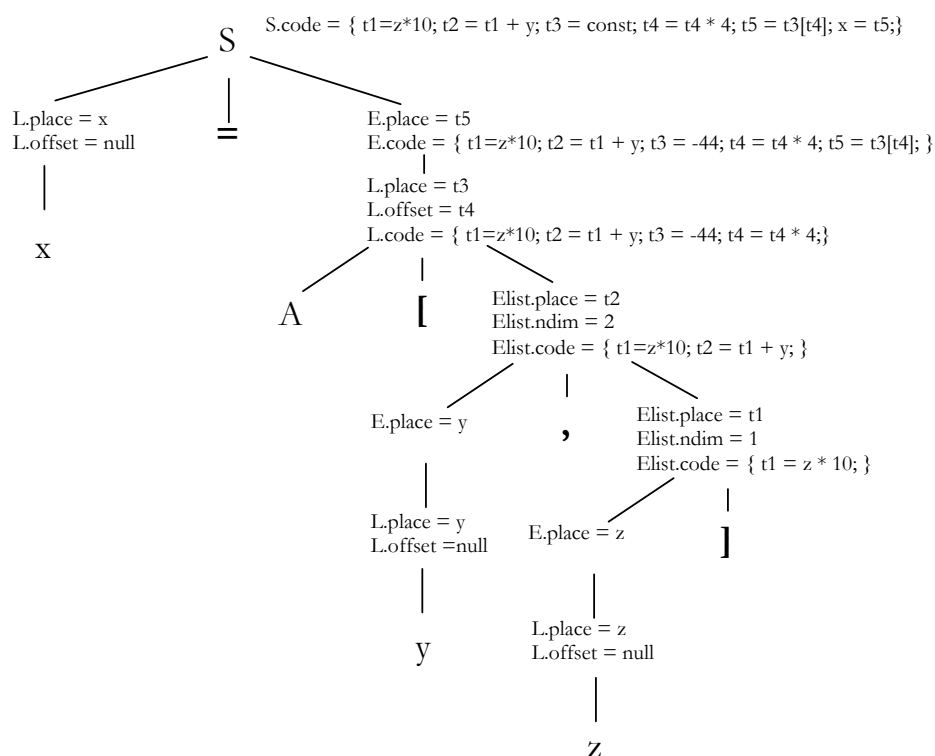 S.code = { t1=z*10; t2 = t1 + y; t3 = const; t4 = t4 * 4; t5 = t3[t4]; x = t5;}
S
L.place = x
L.offset = null
=
E.place = t5
E.code = { t1=z*10; t2 = t1 + y; t3 = -44; t4 = t4 * 4; t5 = t3[t4]; }
L.place = t3
L.offset = t4
L.code = { t1=z*10; t2 = t1 + y; t3 = -44; t4 = t4 * 4;}
x
A
[
Elist.place = t2
Elist.ndim = 2
Elist.code = { t1=z*10; t2 = t1 + y; }
E.place = y
,
Elist.place = t1
Elist.ndim = 1
Elist.code = { t1 = z * 10; }
L.place = y
L.offset =null
E.place = z
]
y
L.place = z
L.offset = null
z